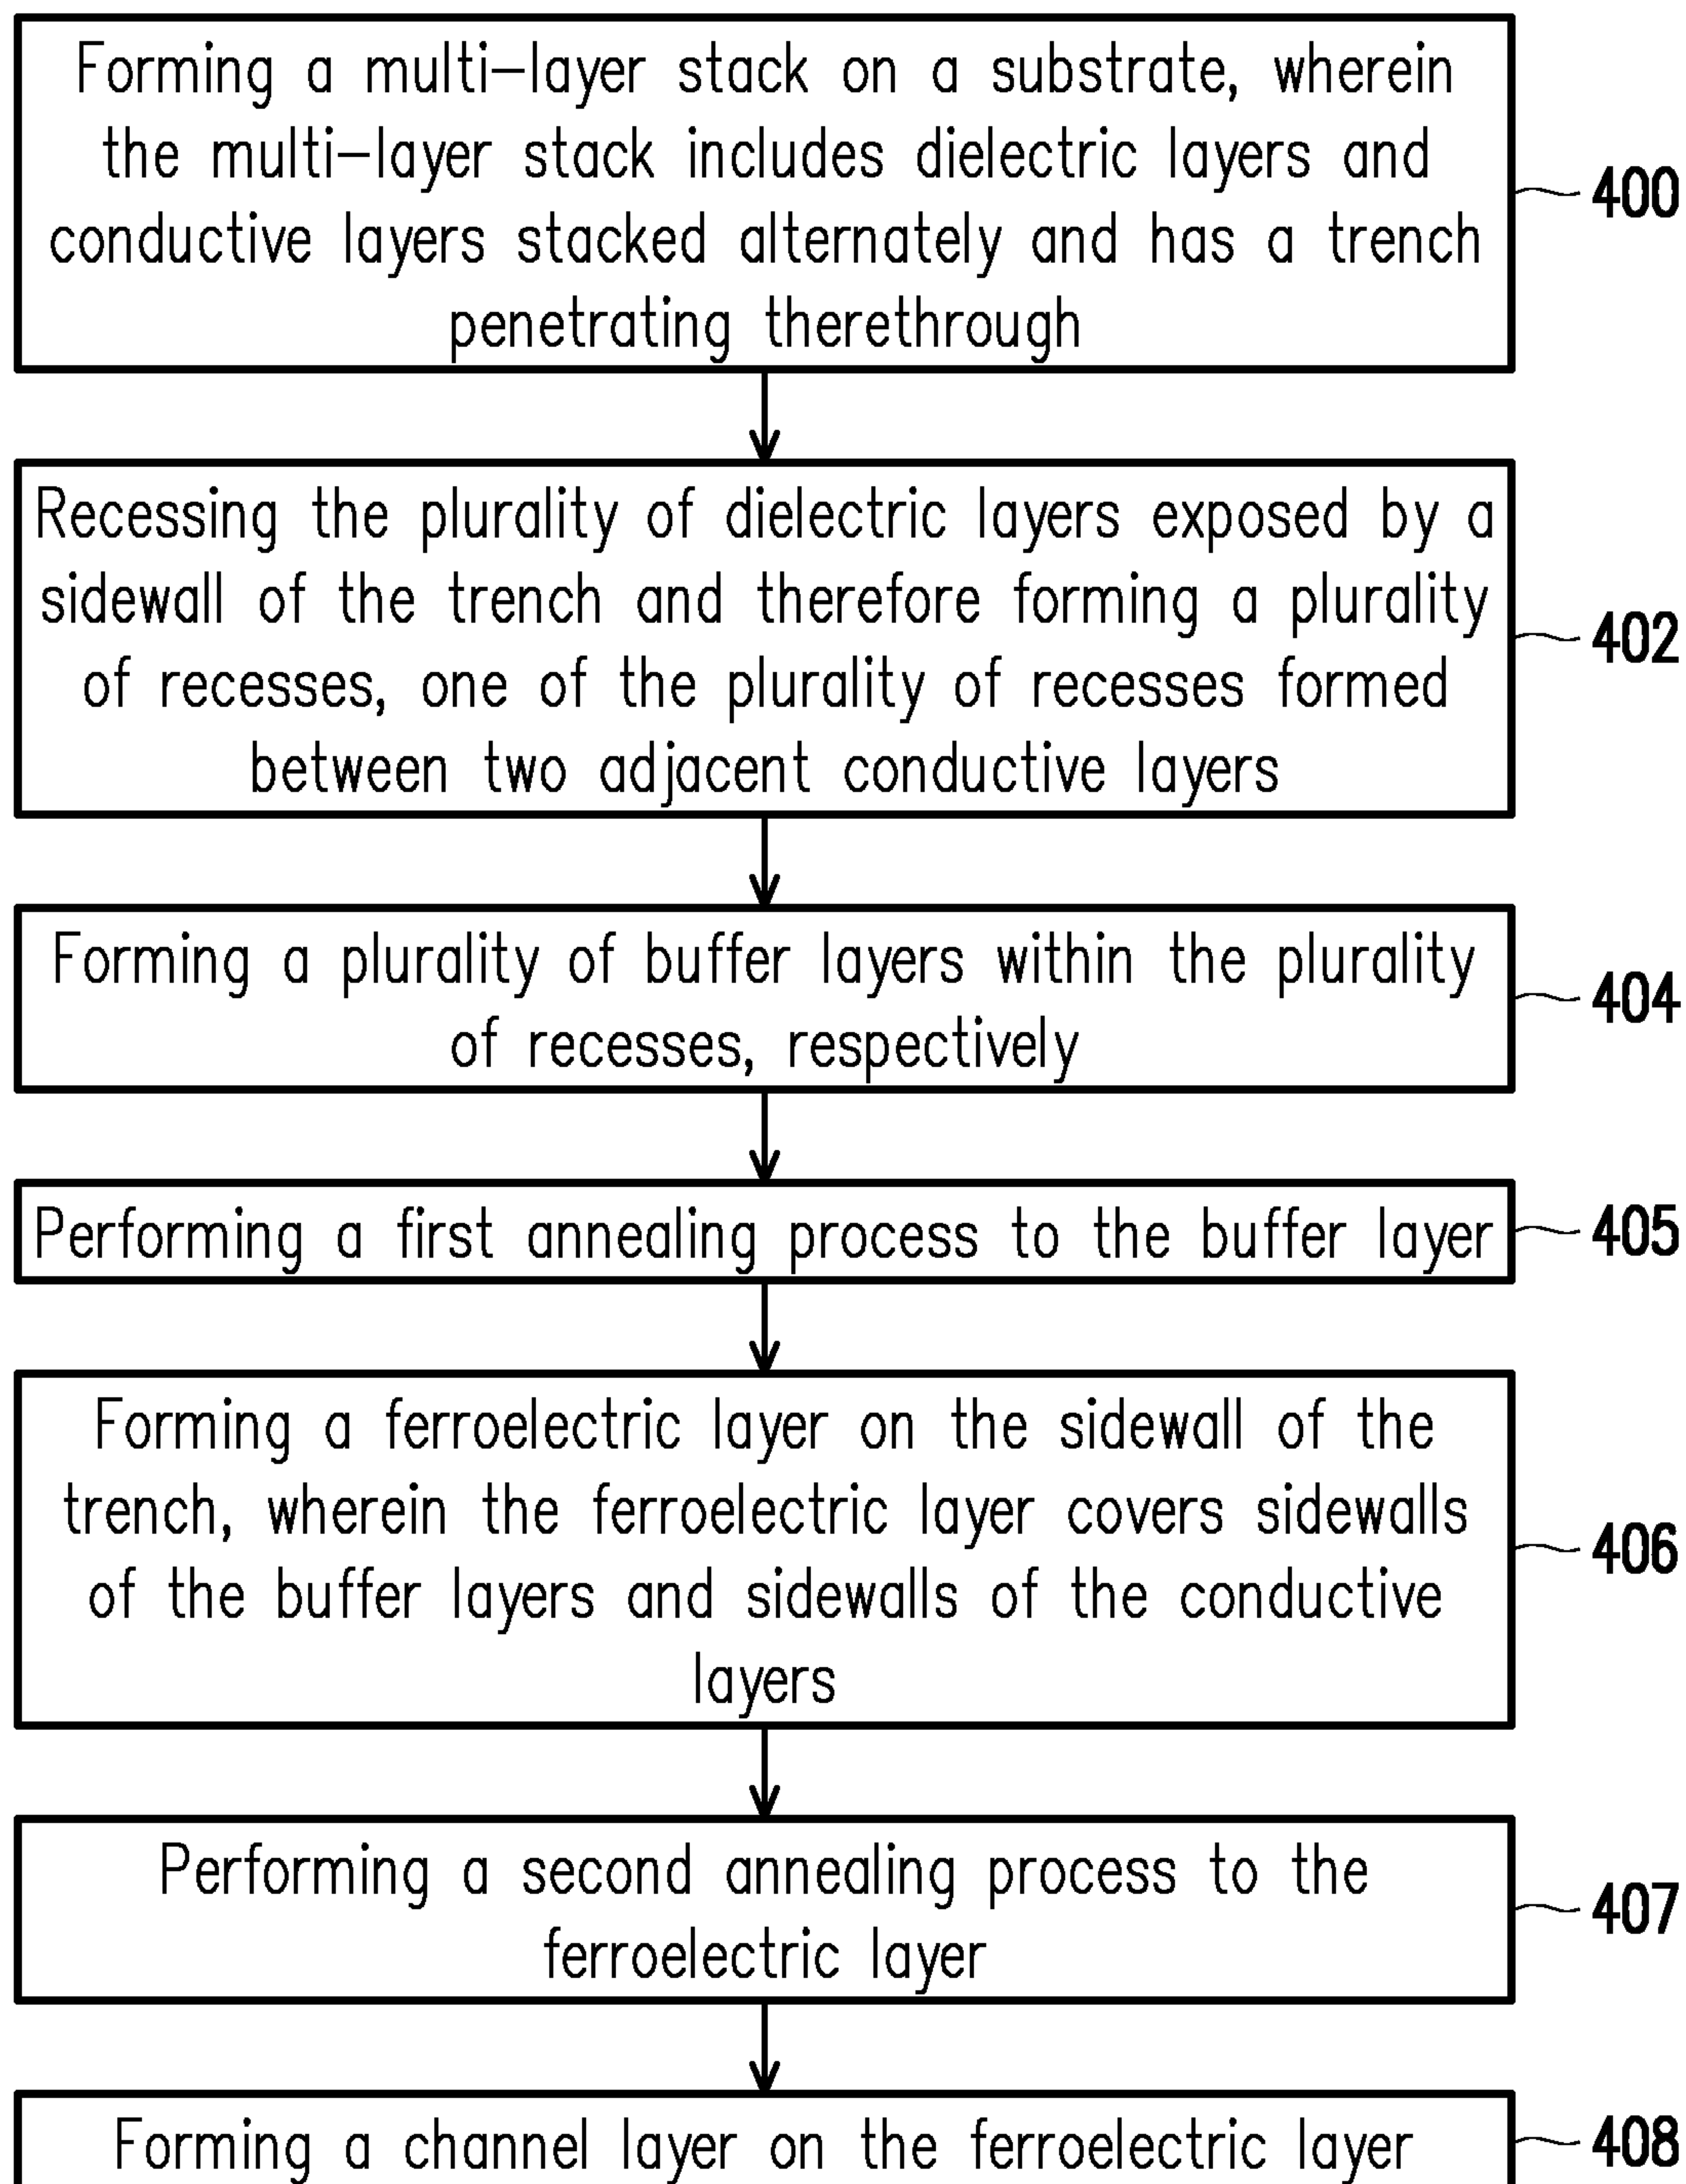 Forming a multi-layer stack on a substrate, wherein
the multi-layer stack includes dielectric layers and
conductive layers stacked alternately and has a trench
penetrating therethrough
400
Recessing the plurality of dielectric layers exposed by a
sidewall of the trench and therefore forming a plurality
of recesses, one of the plurality of recesses formed
between two adjacent conductive layers
402
Forming a plurality of buffer layers within the plurality
of recesses, respectively
404
Performing a first annealing process to the buffer layer
405
Forming a ferroelectric layer on the sidewall of the
trench, wherein the ferroelectric layer covers sidewalls
of the buffer layers and sidewalls of the conductive
layers
406
Performing a second annealing process to the
ferroelectric layer
407
Forming a channel layer on the ferroelectric layer
408